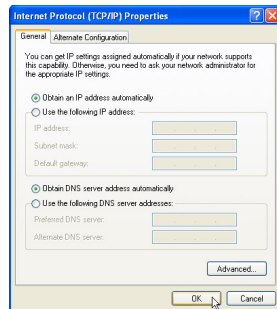 Internet Protocol (TCP/IP) Properties
General
Alternate Configuration
You can get IP settings assigned automatically if your network supports
this capability. Otherwise, you need to ask your network administrator for
the appropriate IP settings.
Obtain an IP address automatically
Use the following IP address:
IP address:
Subnet mask:
Default gateway:
Obtain DNS server address automatically
Use the following DNS server addresses:
Preferred DNS server:
Alternate DNS server:
Advanced...
OK
Cancel